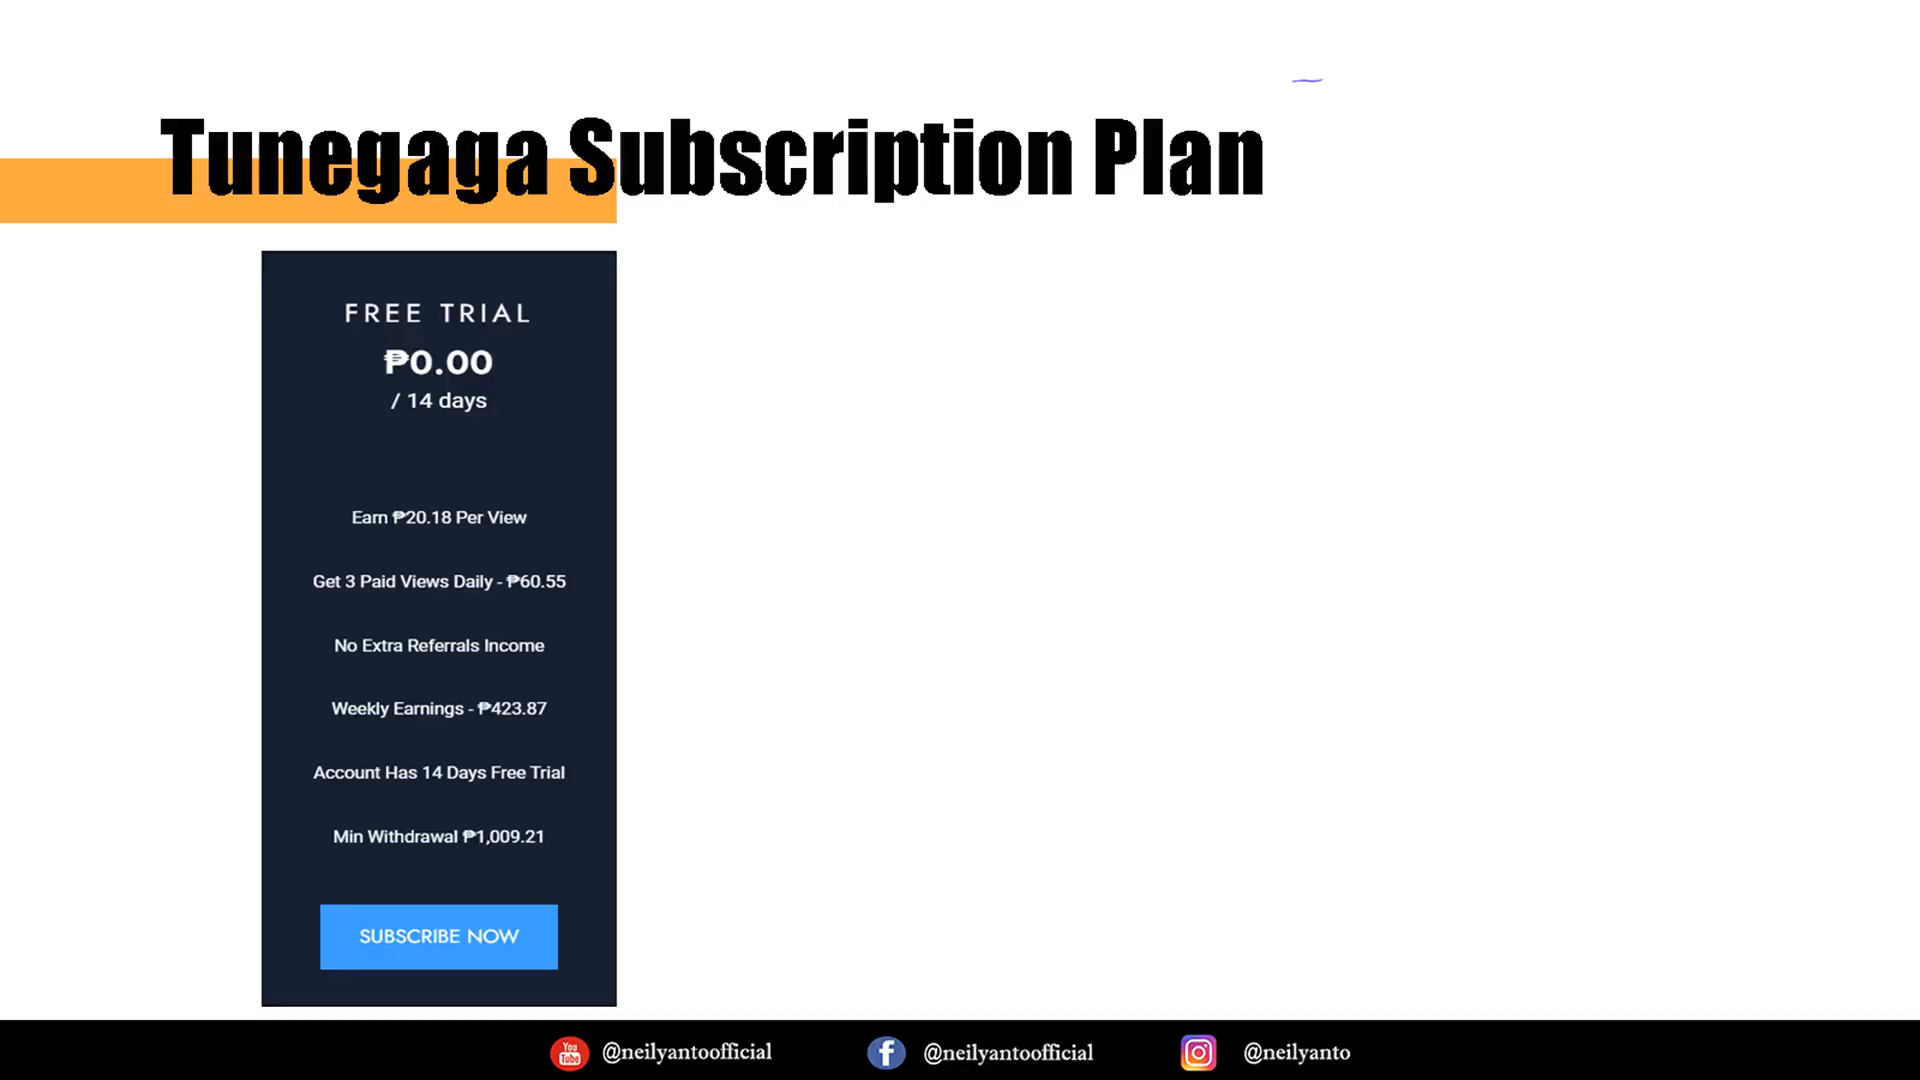 Tunegaga Subscription Plan
FREE TRIAL
₱0.00
/ 14 days
Earn ₱20.18 Per View
Get 3 Paid Views Daily - ₱60.55
No Extra Referrals Income
Weekly Earnings - ₱423.87
Account Has 14 Days Free Trial
Min Withdrawal ₱1,009.21
SUBSCRIBE NOW
You Tube @neilyantoofficial f @neilyantoofficial @neilyanto